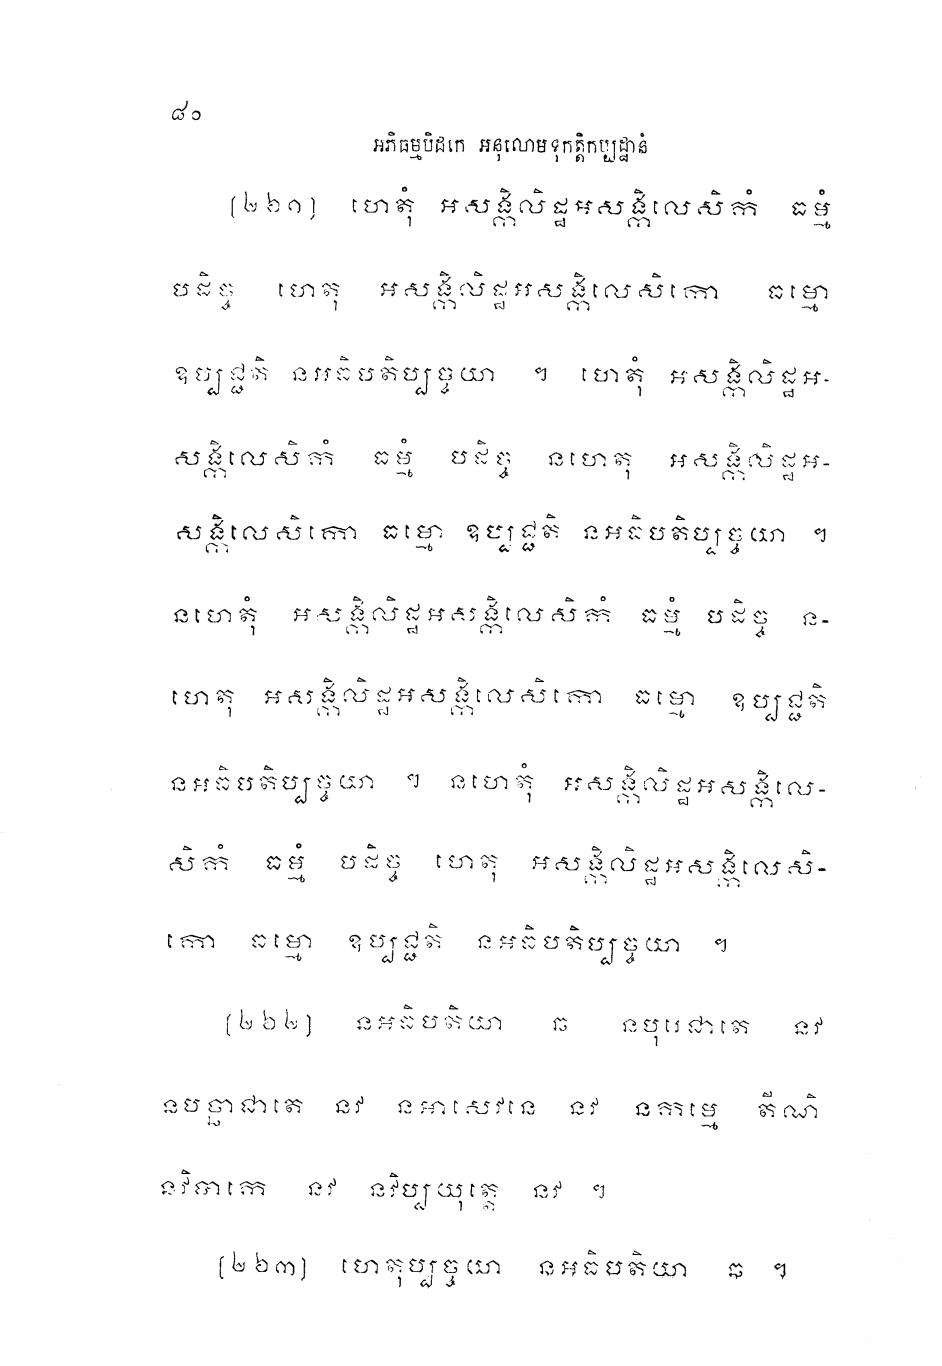 ៨០
អភិធម្មបិដកេ អនុលោមទុកត្តិកប្បដ្ឋានំ
[២៦១] ហេតុំ អសង្កិលិដ្ឋអសង្កិលេសិកំ ធម្មំ
បដិច្ច ហេតុ អសង្កិលិដ្ឋអសង្កិលេសិកោ ធម្មោ
ឧប្បជ្ជតិ នអធិបតិប្បច្ចយា ។ ហេតុំ អសង្កិលិដ្ឋអ-
សង្កិលេសិកំ ធម្មំ បដិច្ច នហេតុ អសង្កិលិដ្ឋអ-
សង្កិលេសិកោ ធម្មោ ឧប្បជ្ជតិ នអធិបតិប្បច្ចយា ។
នហេតុំ អសង្កិលិដ្ឋអសង្កិលេសិកំ ធម្មំ បដិច្ច ន-
ហេតុ អសង្កិលិដ្ឋអសង្កិលេសិកោ ធម្មោ ឧប្បជ្ជតិ
នអធិបតិប្បច្ចយា ។ នហេតុំ អសង្កិលិដ្ឋអសង្កិលេ-
សិកំ ធម្មំ បដិច្ច ហេតុ អសង្កិលិដ្ឋអសង្កិលេសិ-
កោ ធម្មោ ឧប្បជ្ជតិ នអធិបតិប្បច្ចយា ។
[២៦២] នអធិបតិយា ឆ នបុរេជាតេ នវ
នបច្ឆាជាតេ នវ នអាសេវនេ នវ នកម្មេ តីណិ
នវិបាកេ នវ នវិប្បយុត្តេ នវ ។
[២៦៣] ហេតុប្បច្ចយា នអធិបតិយា ឆ ។